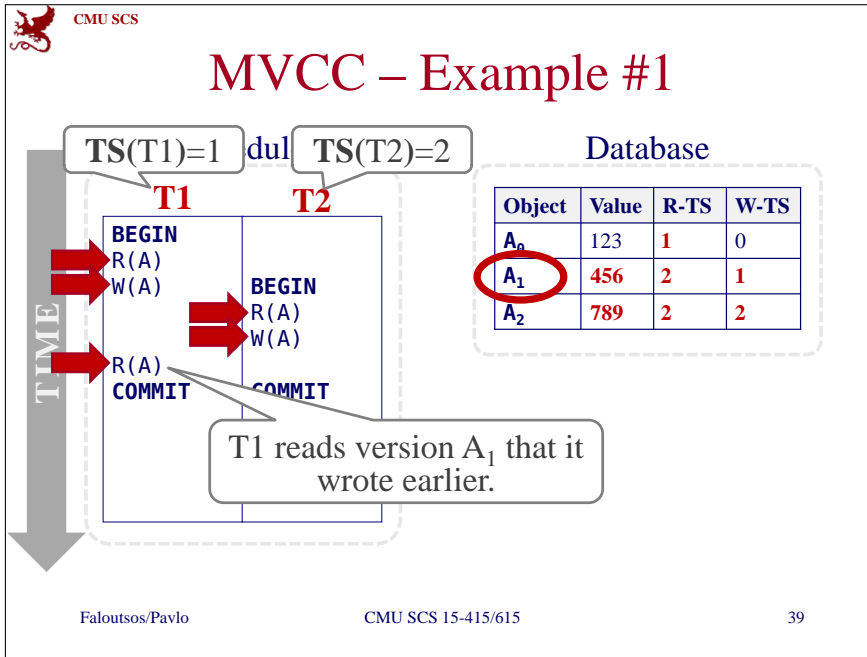 CMU SCS
MVCC – Example #1
TS(T1)=1
dul
TS(T2)=2
T1
T2
BEGIN
R(A)
W(A)
R(A)
COMMIT
BEGIN
R(A)
W(A)
COMMIT
TIME
T1 reads version A₁ that it
wrote earlier.
Database
Object Value R-TS W-TS
A₀ 123 1 0
A₁ 456 2 1
A₂ 789 2 2
Faloutsos/Pavlo CMU SCS 15-415/615 39